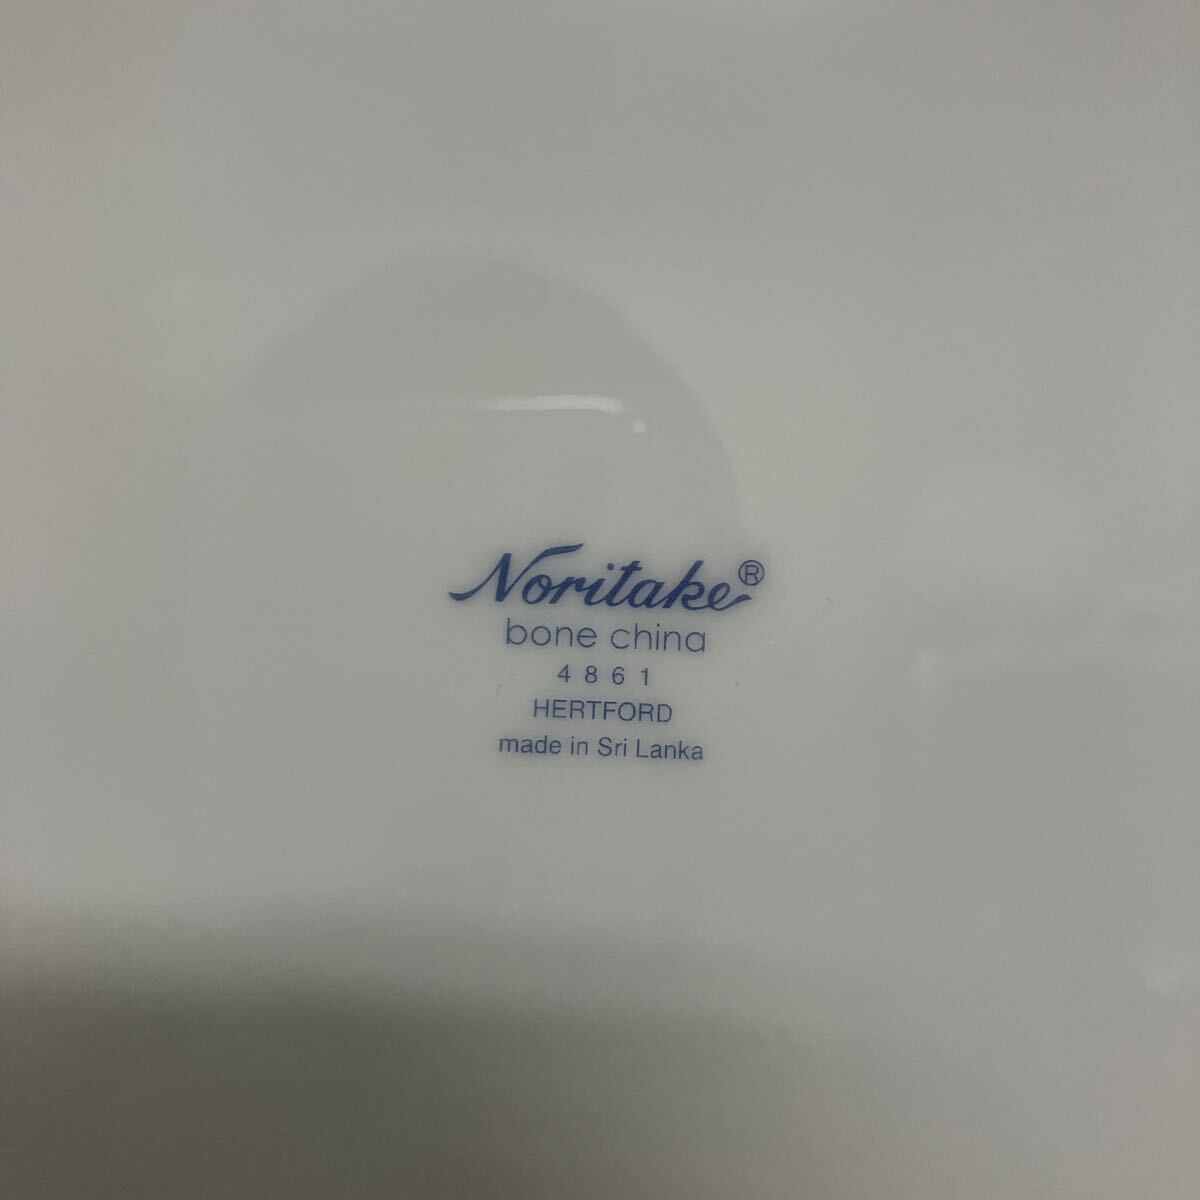 Noritake®
bone china
4861
HERTFORD
made in Sri Lanka